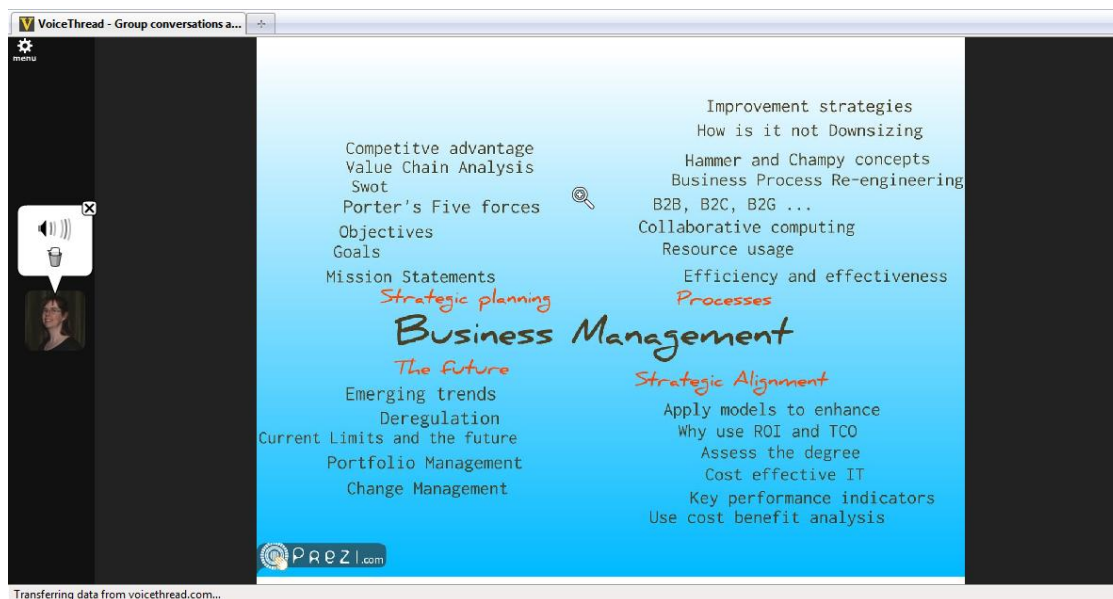 VoiceThread - Group conversations a...
menu
Competitve advantage
Value Chain Analysis
Swot
Porter's Five forces
Objectives
Goals
Mission Statements
Strategic planning
Improvement strategies
How is it not Downsizing
Hammer and Champy concepts
Business Process Re-engineering
B2B, B2C, B2G ...
Collaborative computing
Resource usage
Efficiency and effectiveness
Processes
Business Management
The future
Emerging trends
Deregulation
Current Limits and the future
Portfolio Management
Change Management
Strategic Alignment
Apply models to enhance
Why use ROI and TCO
Assess the degree
Cost effective IT
Key performance indicators
Use cost benefit analysis
PREZI.com
Transferring data from voicethread.com...